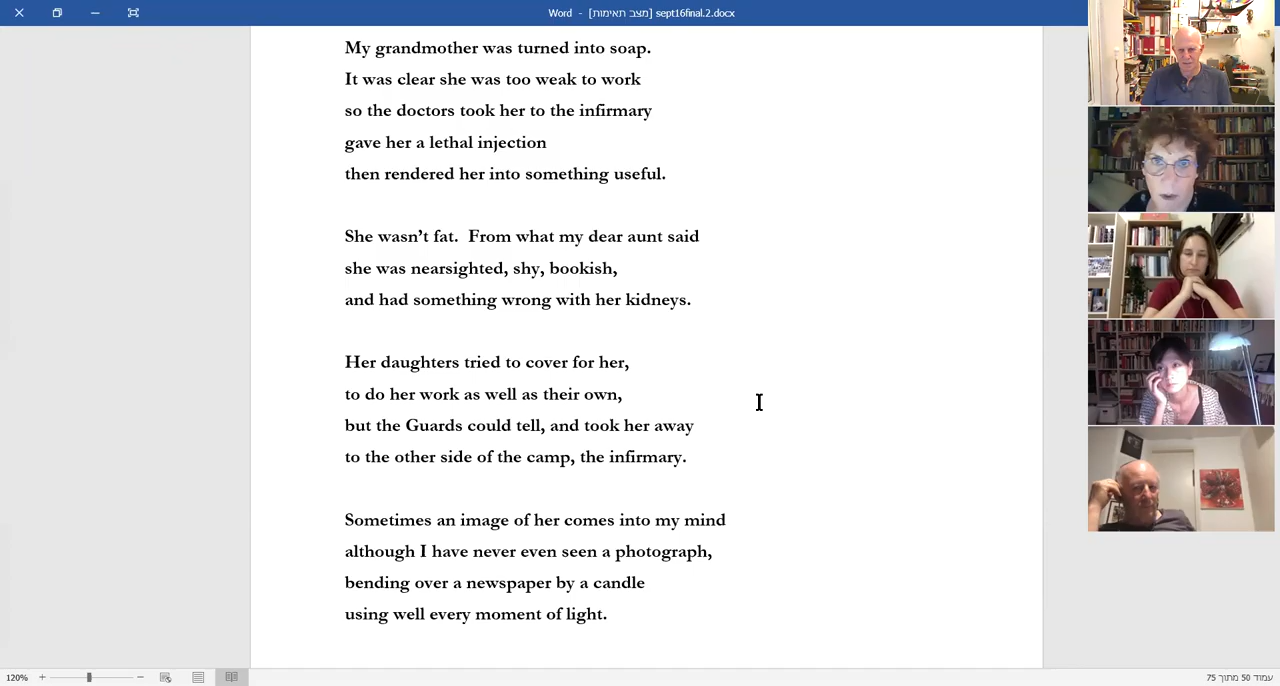 Word - [מצב תאימות] sept16final.2.docx
My grandmother was turned into soap.
It was clear she was too weak to work
so the doctors took her to the infirmary
gave her a lethal injection
then rendered her into something useful.
She wasn’t fat.  From what my dear aunt said
she was nearsighted, shy, bookish,
and had something wrong with her kidneys.
Her daughters tried to cover for her,
to do her work as well as their own,
but the Guards could tell, and took her away
to the other side of the camp, the infirmary.
Sometimes an image of her comes into my mind
although I have never even seen a photograph,
bending over a newspaper by a candle
using well every moment of light.
120%
עמוד 50 מתוך 75